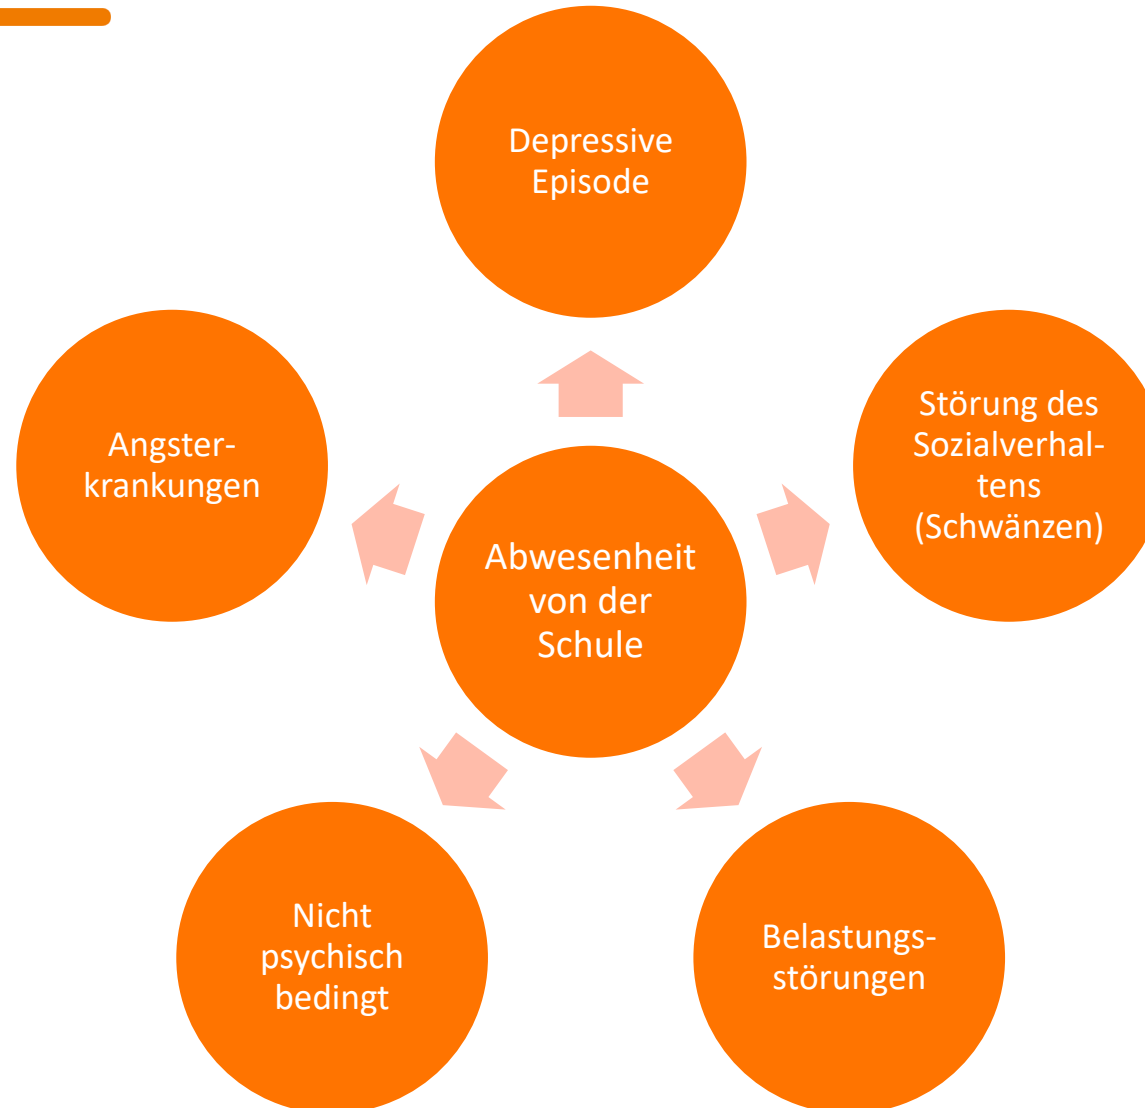 Depressive
Episode
Störung des
Sozialverhal-
tens
(Schwänzen)
Angster-
krankungen
Abwesenheit
von der
Schule
Nicht
psychisch
bedingt
Belastungs-
störungen